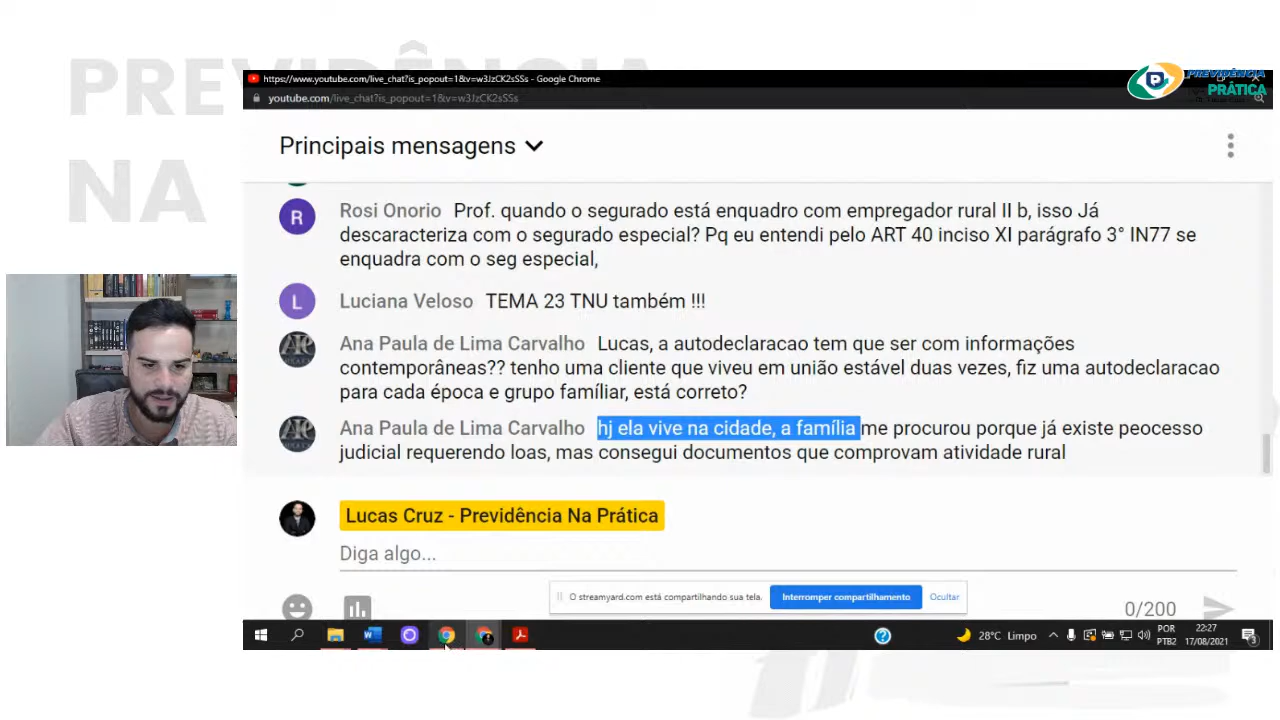 PREVIDÊNCIA
NA
https://www.youtube.com/live_chat?is_popout=1&v=w3JzCK2sSSs - Google Chrome
youtube.com/live_chat?is_popout=1&v=w3JzCK2sSSs
PREVIDÊNCIA
PRÁTICA
Principais mensagens
R
Rosi Onorio Prof. quando o segurado está enquadro com empregador rural II b, isso Já
descaracteriza com o segurado especial? Pq eu entendi pelo ART 40 inciso XI parágrafo 3° IN77 se
enquadra com o seg especial,
L
Luciana Veloso TEMA 23 TNU também !!!
Ana Paula de Lima Carvalho Lucas, a autodeclaracao tem que ser com informações
contemporâneas?? tenho uma cliente que viveu em união estável duas vezes, fiz uma autodeclaração
para cada época e grupo famíliar, está correto?
Ana Paula de Lima Carvalho hj ela vive na cidade, a família me procurou porque já existe peocesso
judicial requerendo loas, mas consegui documentos que comprovam atividade rural
Lucas Cruz - Previdência Na Prática
Diga algo...
O streamyard.com está compartilhando sua tela.
Interromper compartilhamento
Ocultar
0/200
28°C Limpo
POR
PTB2
22:27
17/08/2021
3